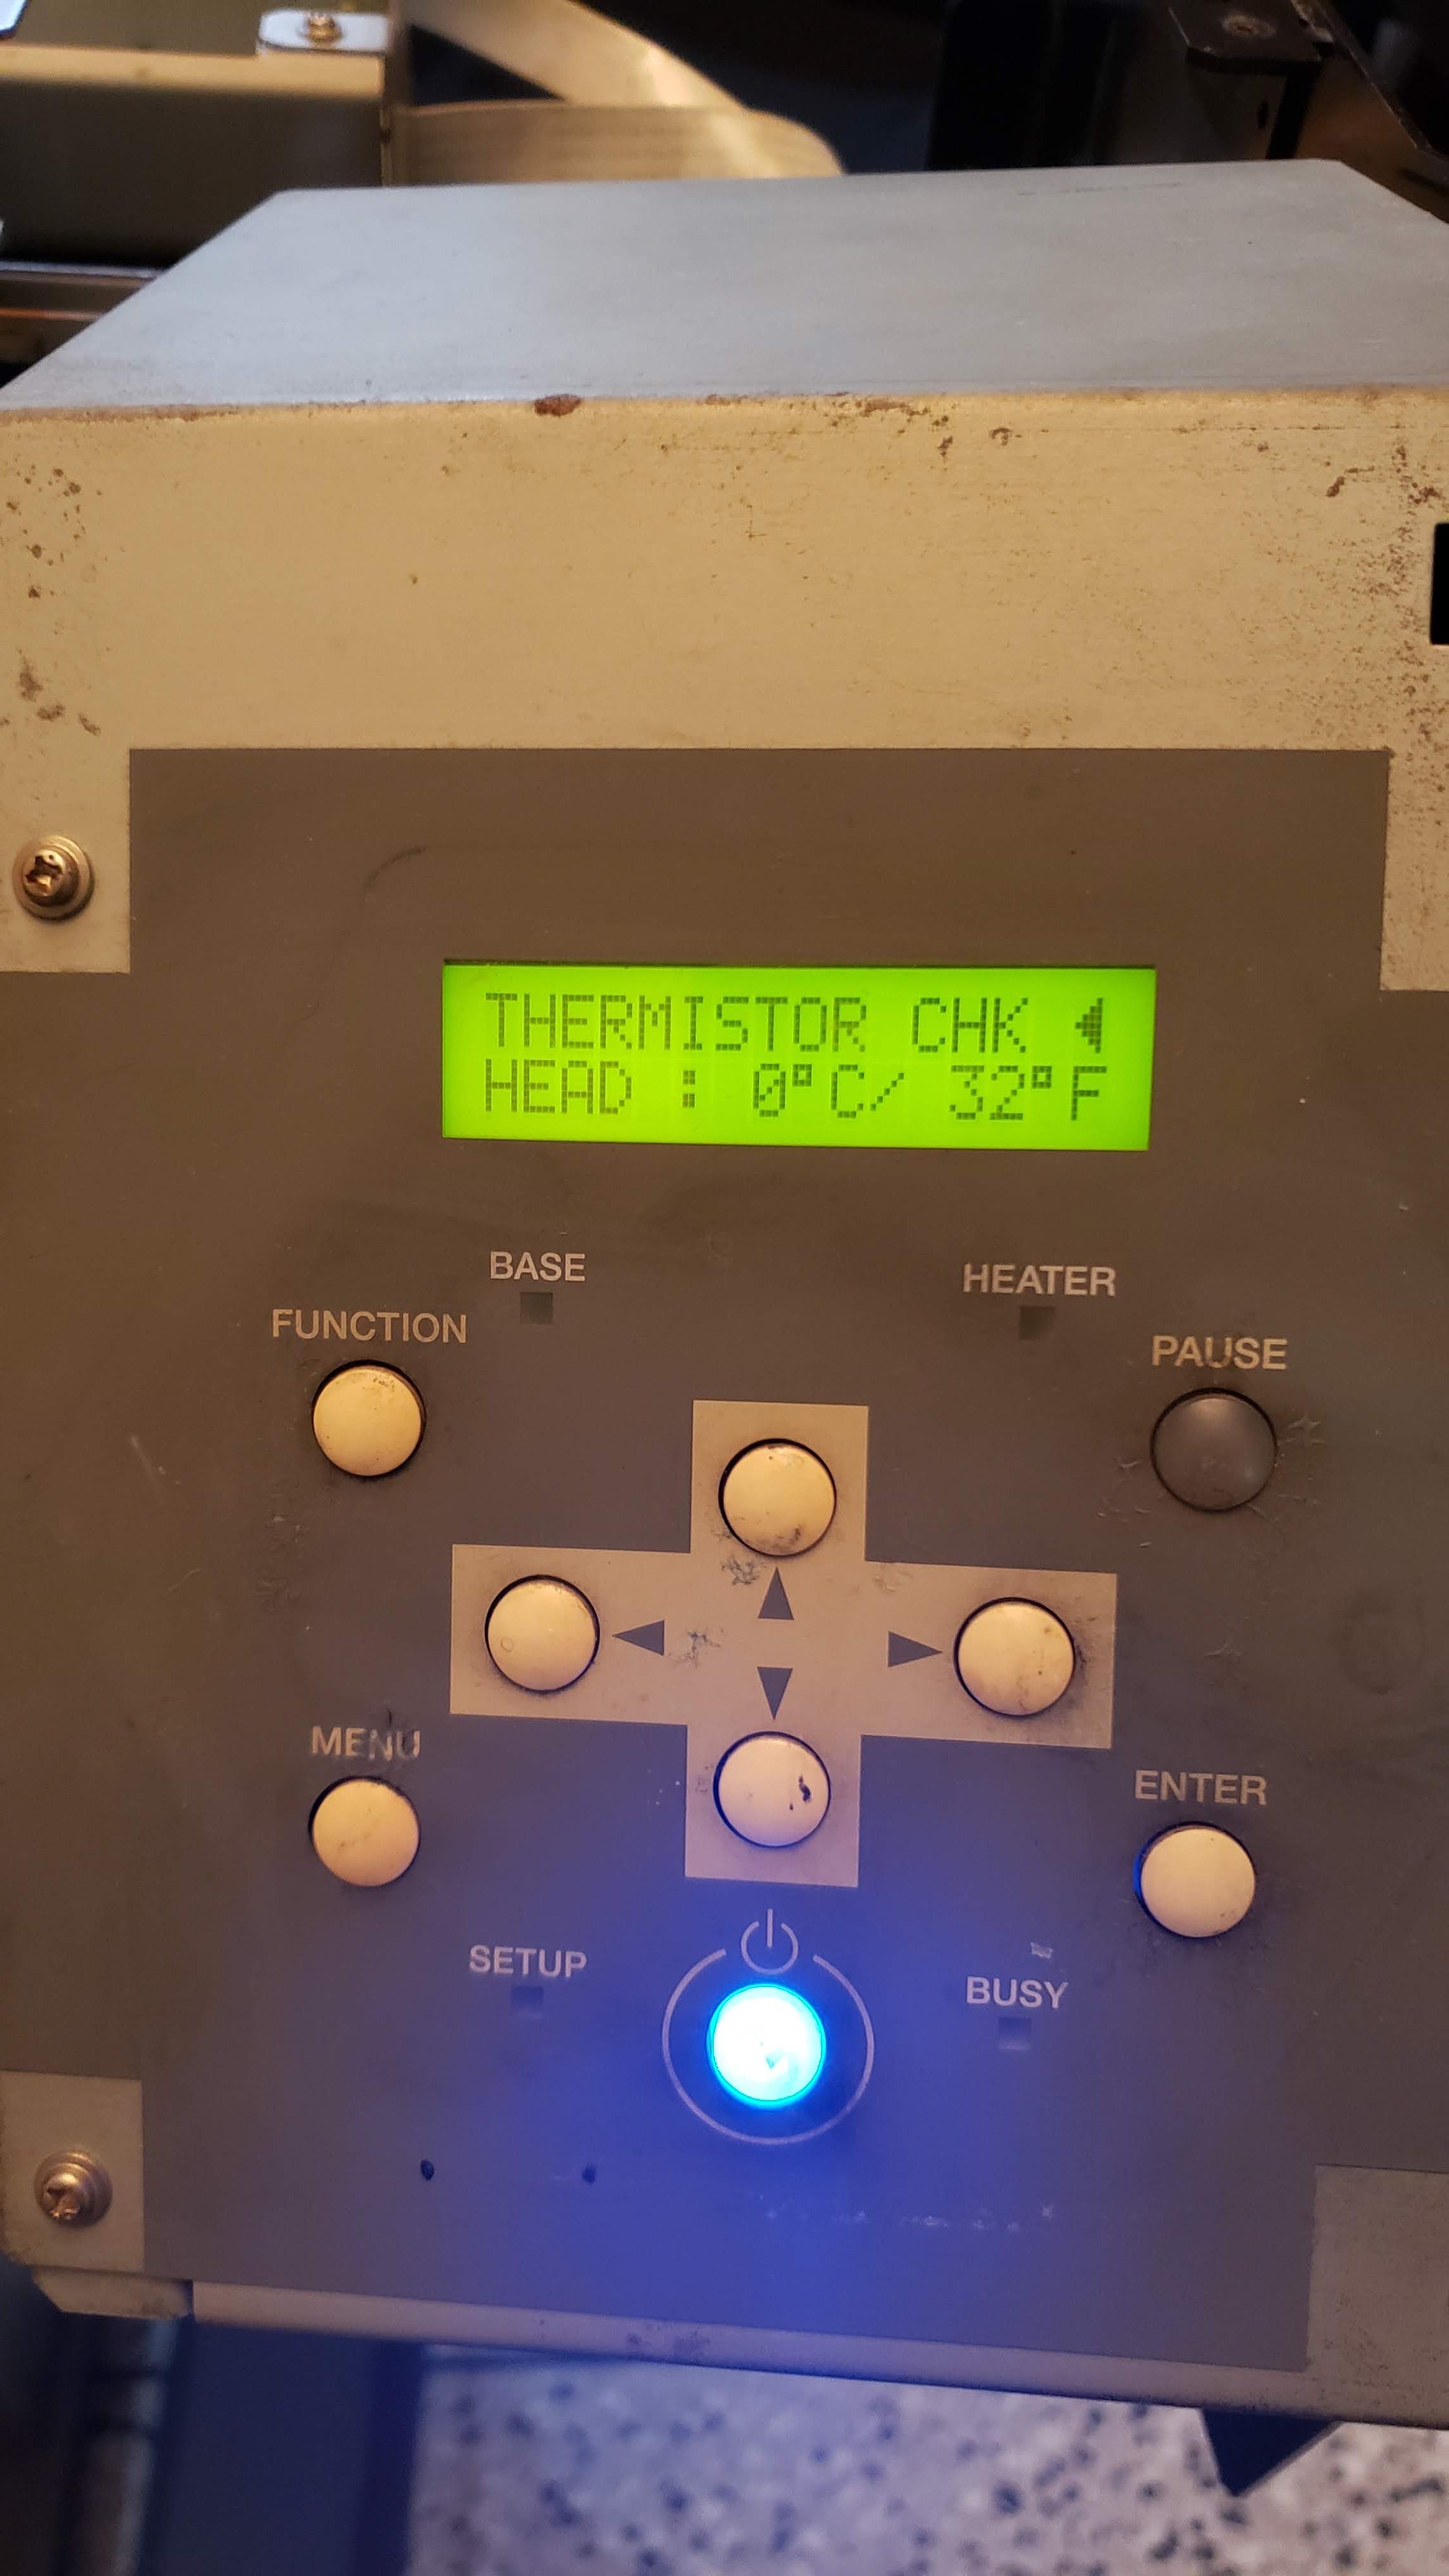 THERMISTOR CHK ◀
HEAD : 0°C/ 32°F
BASE
HEATER
FUNCTION
PAUSE
MENU
ENTER
SETUP
BUSY